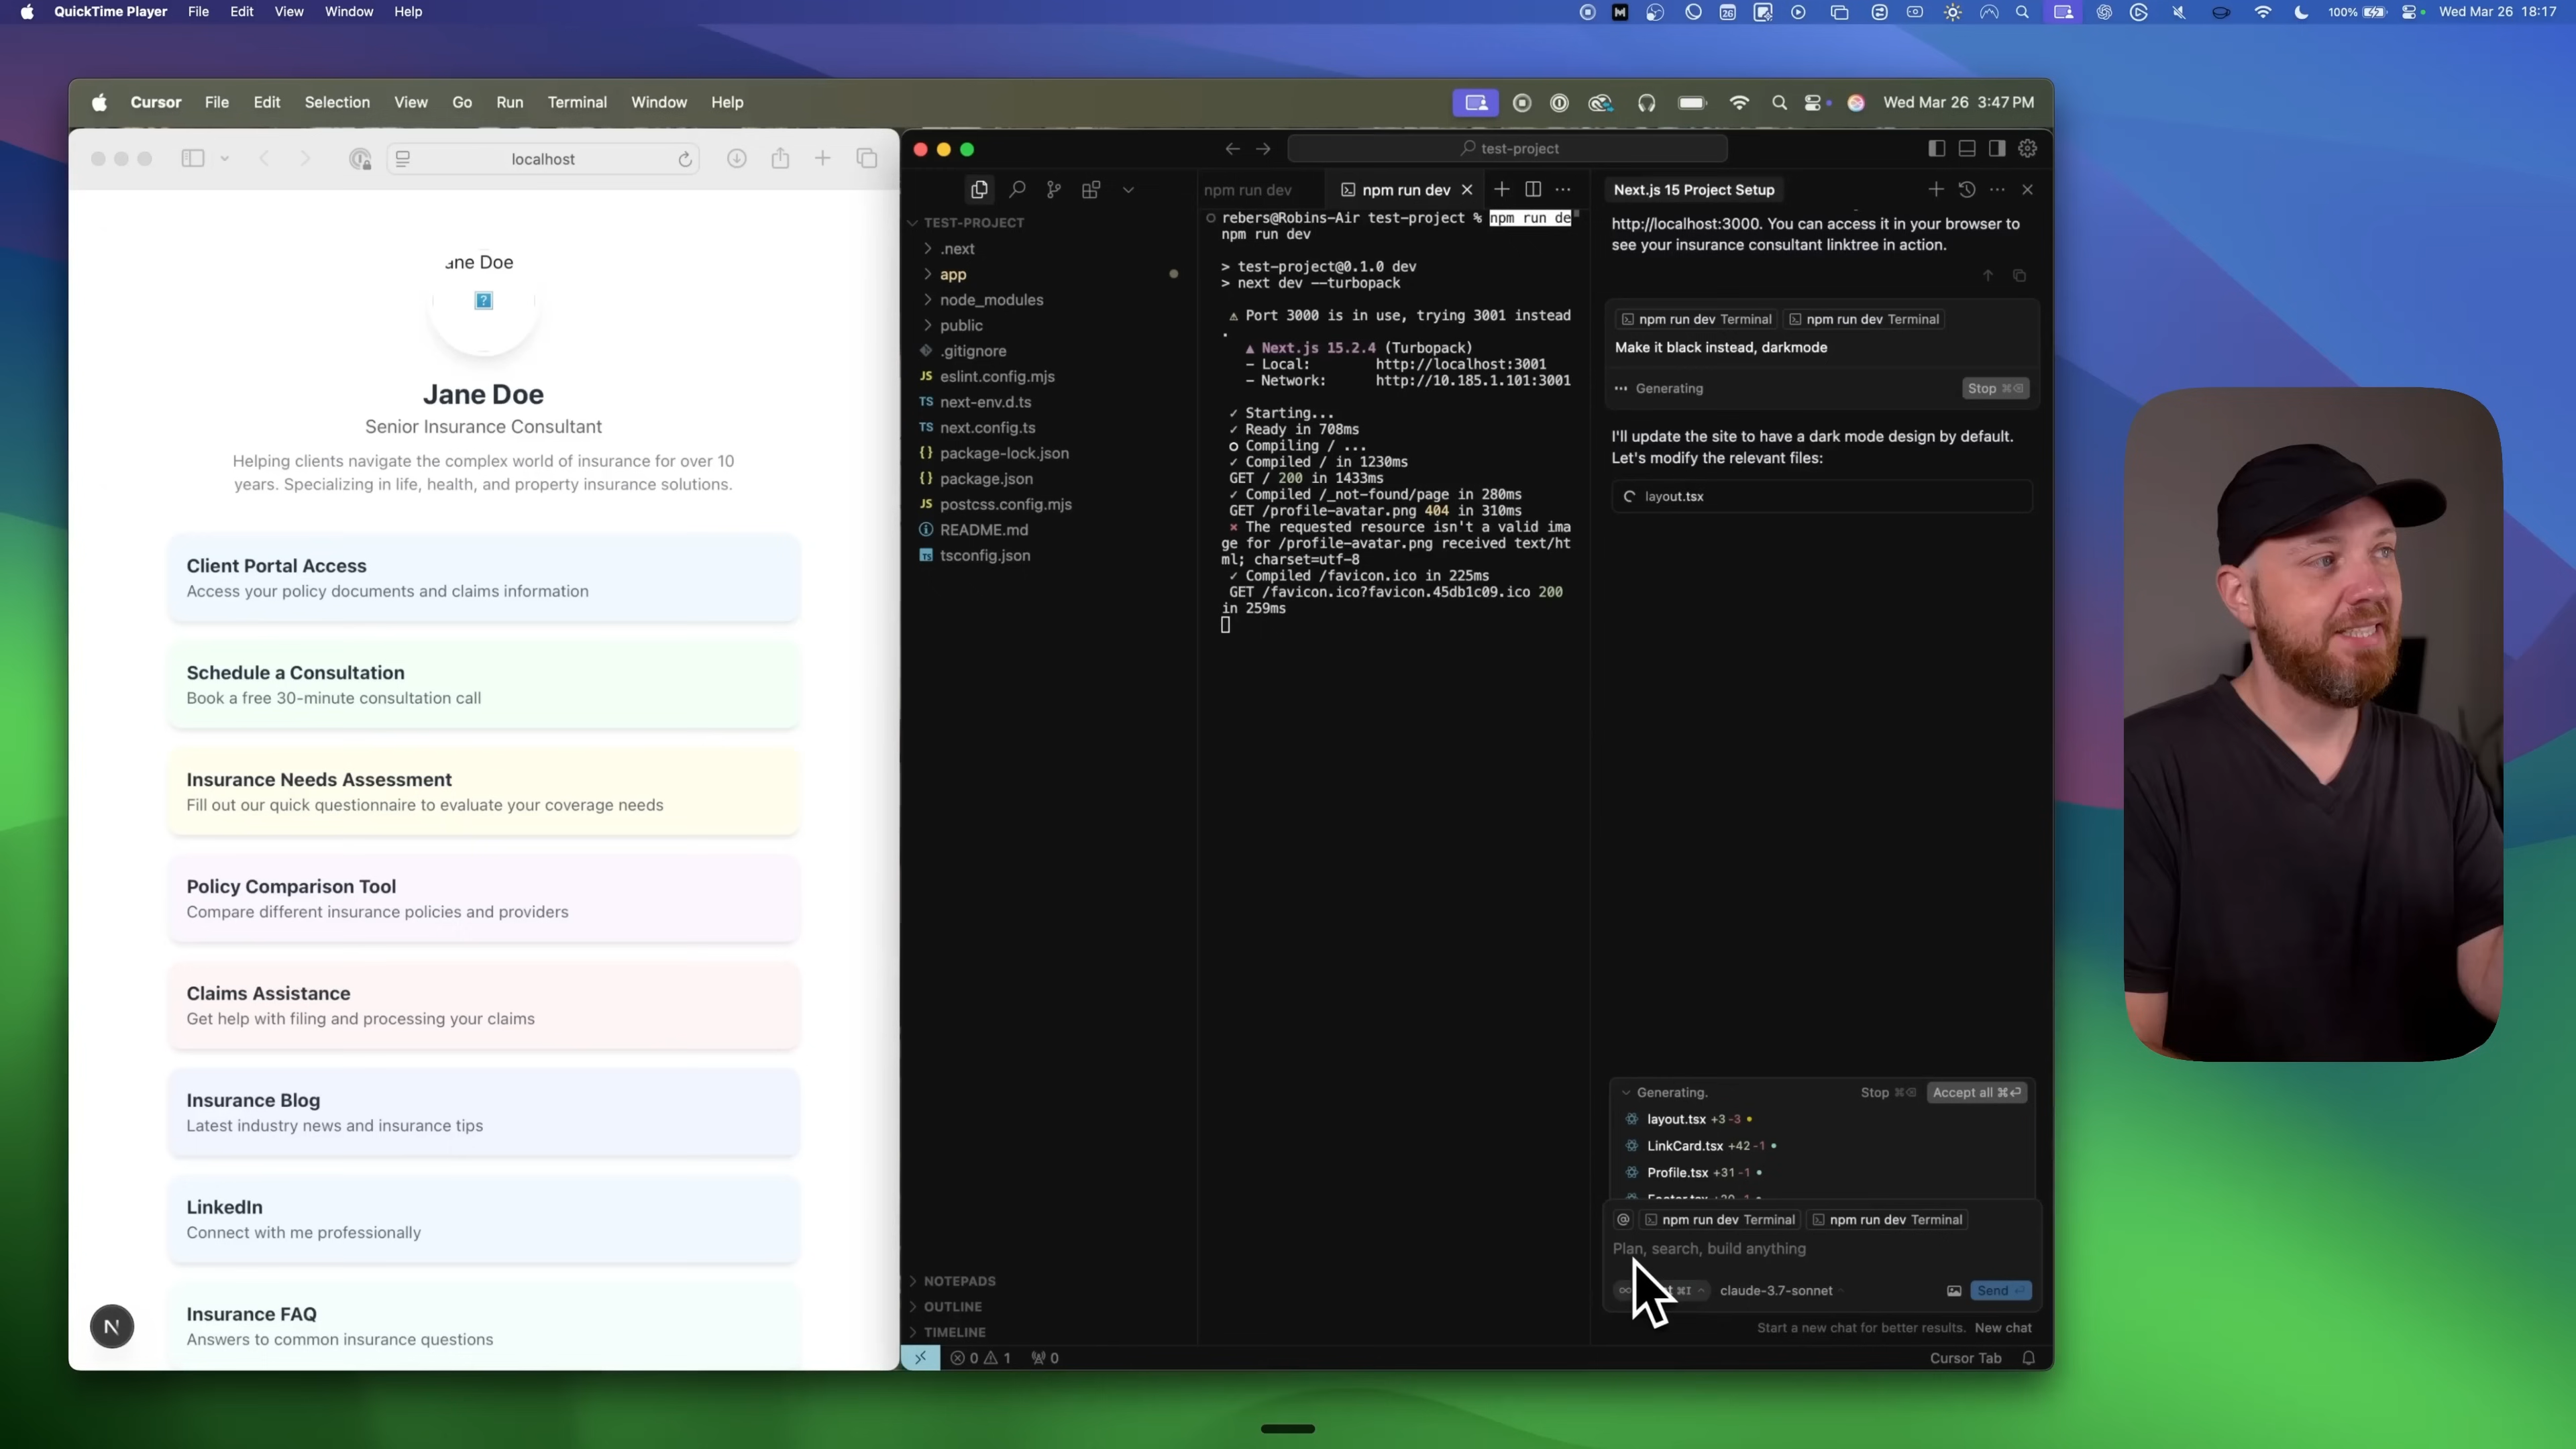 QuickTime Player File Edit View Window Help
26
100% Wed Mar 26 18:17
Cursor File Edit Selection View Go Run Terminal Window Help
Wed Mar 26 3:47 PM
localhost
ane Doe
?
Jane Doe
Senior Insurance Consultant
Helping clients navigate the complex world of insurance for over 10
years. Specializing in life, health, and property insurance solutions.
Client Portal Access
Access your policy documents and claims information
Schedule a Consultation
Book a free 30-minute consultation call
Insurance Needs Assessment
Fill out our quick questionnaire to evaluate your coverage needs
Policy Comparison Tool
Compare different insurance policies and providers
Claims Assistance
Get help with filing and processing your claims
Insurance Blog
Latest industry news and insurance tips
LinkedIn
Connect with me professionally
Insurance FAQ
Answers to common insurance questions
N
test-project
TEST-PROJECT
.next
app
node_modules
public
.gitignore
JS eslint.config.mjs
TS next-env.d.ts
TS next.config.ts
{} package-lock.json
{} package.json
JS postcss.config.mjs
README.md
TS tsconfig.json
NOTEPADS
OUTLINE
TIMELINE
0 1 0
npm run dev
npm run dev
rebers@Robins-Air test-project % npm run de
npm run dev
> test-project@0.1.0 dev
> next dev --turbopack
⚠ Port 3000 is in use, trying 3001 instead
.
▲ Next.js 15.2.4 (Turbopack)
- Local: http://localhost:3001
- Network: http://10.185.1.101:3001
✓ Starting...
✓ Ready in 708ms
○ Compiling / ...
✓ Compiled / in 1230ms
GET / 200 in 1433ms
✓ Compiled /_not-found/page in 280ms
GET /profile-avatar.png 404 in 310ms
⨯ The requested resource isn't a valid ima
ge for /profile-avatar.png received text/ht
ml; charset=utf-8
✓ Compiled /favicon.ico in 225ms
GET /favicon.ico?favicon.45db1c09.ico 200
in 259ms
Next.js 15 Project Setup
http://localhost:3000. You can access it in your browser to
see your insurance consultant linktree in action.
npm run dev Terminal npm run dev Terminal
Make it black instead, darkmode
Generating Stop ⌘⌫
I'll update the site to have a dark mode design by default.
Let's modify the relevant files:
layout.tsx
Generating. Stop ⌘⌫ Accept all ⌘⏎
layout.tsx +3 -3
LinkCard.tsx +42 -1
Profile.tsx +31 -1
@ npm run dev Terminal npm run dev Terminal
Plan, search, build anything
⌘I claude-3.7-sonnet Send
Start a new chat for better results. New chat
Cursor Tab